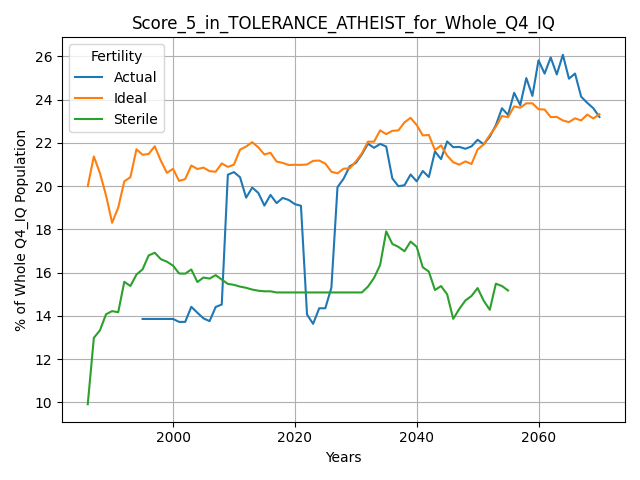 Score_5_in_TOLERANCE_ATHEIST_for_Whole_Q4_IQ
Fertility
Actual
Ideal
Sterile
% of Whole Q4_IQ Population
26
24
22
20
18
16
14
12
10
2000 2020 2040 2060
Years